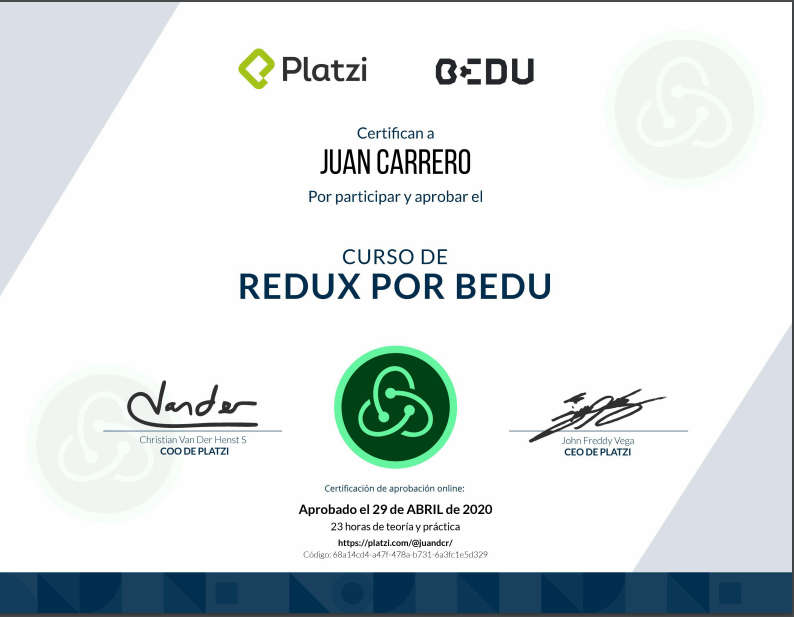 Platzi BEDU
Certifican a
JUAN CARRERO
Por participar y aprobar el
CURSO DE
REDUX POR BEDU
Vander
Christian Van Der Henst S
COO DE PLATZI
John Freddy Vega
CEO DE PLATZI
Certificación de aprobación online:
Aprobado el 29 de ABRIL de 2020
23 horas de teoría y práctica
https://platzi.com/@juandcr/
Código: 68a14cd4-a47f-478a-b731-6a3fc1e5d329